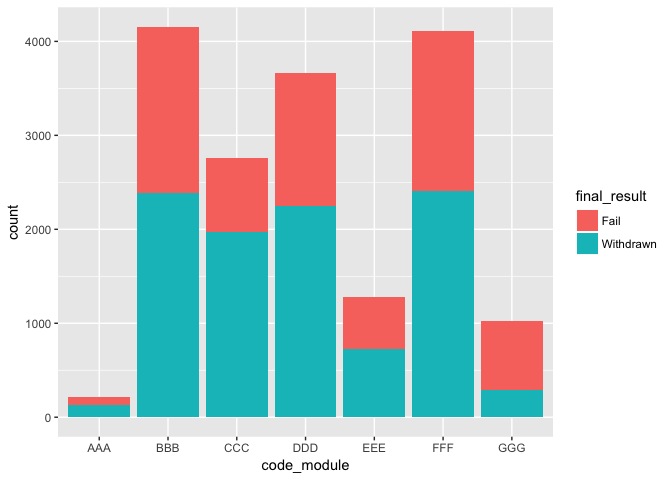 4000
3000
2000
1000
0
count
AAA BBB CCC DDD EEE FFF GGG
code_module
final_result
Fail
Withdrawn